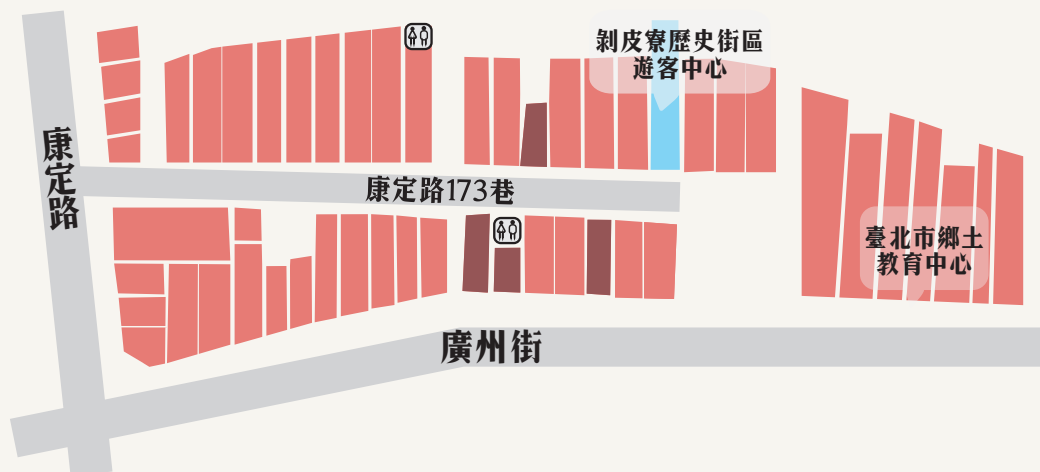 剝皮寮歷史街區
遊客中心
康定路
康定路173巷
臺北市鄉土
教育中心
廣州街